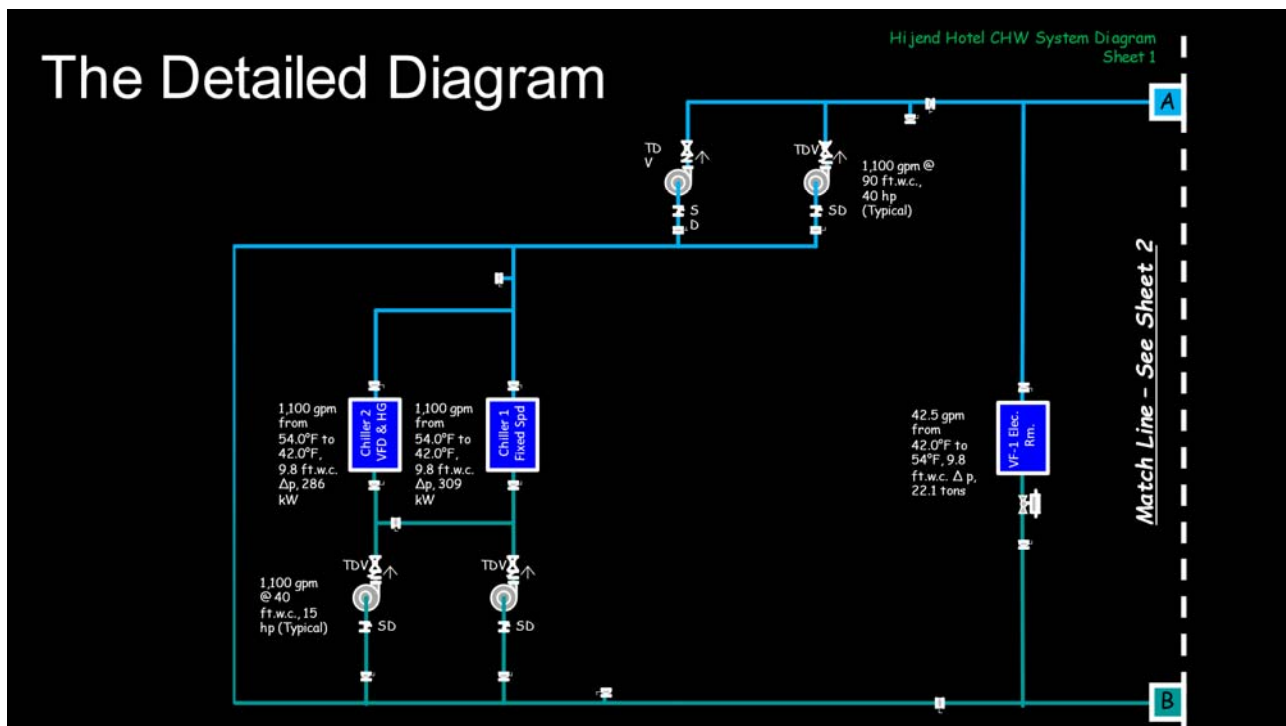 Hijend Hotel CHW System Diagram
Sheet 1
The Detailed Diagram
A
TD
V
TDV
1,100 gpm @
90 ft.w.c.,
40 hp
(Typical)
S
D
SD
Match Line - See Sheet 2
1,100 gpm
from
54.0°F to
42.0°F,
9.8 ft.w.c.
Δp, 286
kW
Chiller 2
VFD & HG
1,100 gpm
from
54.0°F to
42.0°F,
9.8 ft.w.c.
Δp, 309
kW
Chiller 1
Fixed Spd
42.5 gpm
from
42.0°F to
54°F, 9.8
ft.w.c. Δ p,
22.1 tons
VF-1 Elec.
Rm.
TDV
TDV
1,100 gpm
@ 40
ft.w.c., 15
hp (Typical)
SD
SD
B